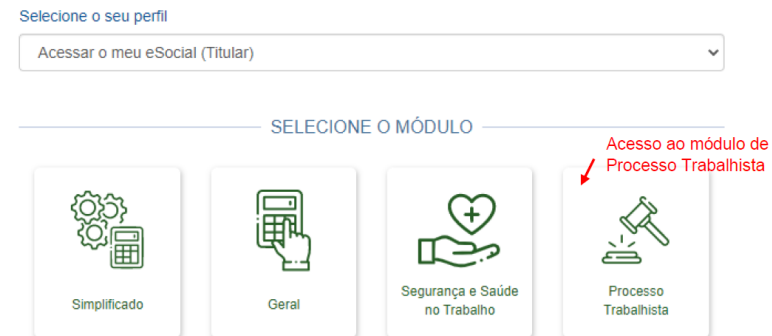 Selecione o seu perfil
Acessar o meu eSocial (Titular)
SELECIONE O MÓDULO
Acesso ao módulo de
Processo Trabalhista
Simplificado
Geral
Segurança e Saúde
no Trabalho
Processo
Trabalhista